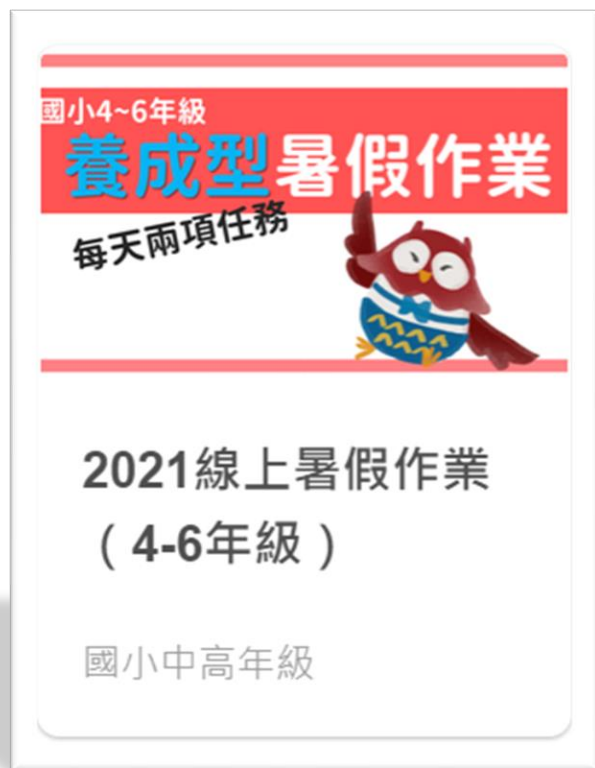 國小4~6年級
養成型暑假作業
每天兩項任務
2021線上暑假作業
（4-6年級）
國小中高年級